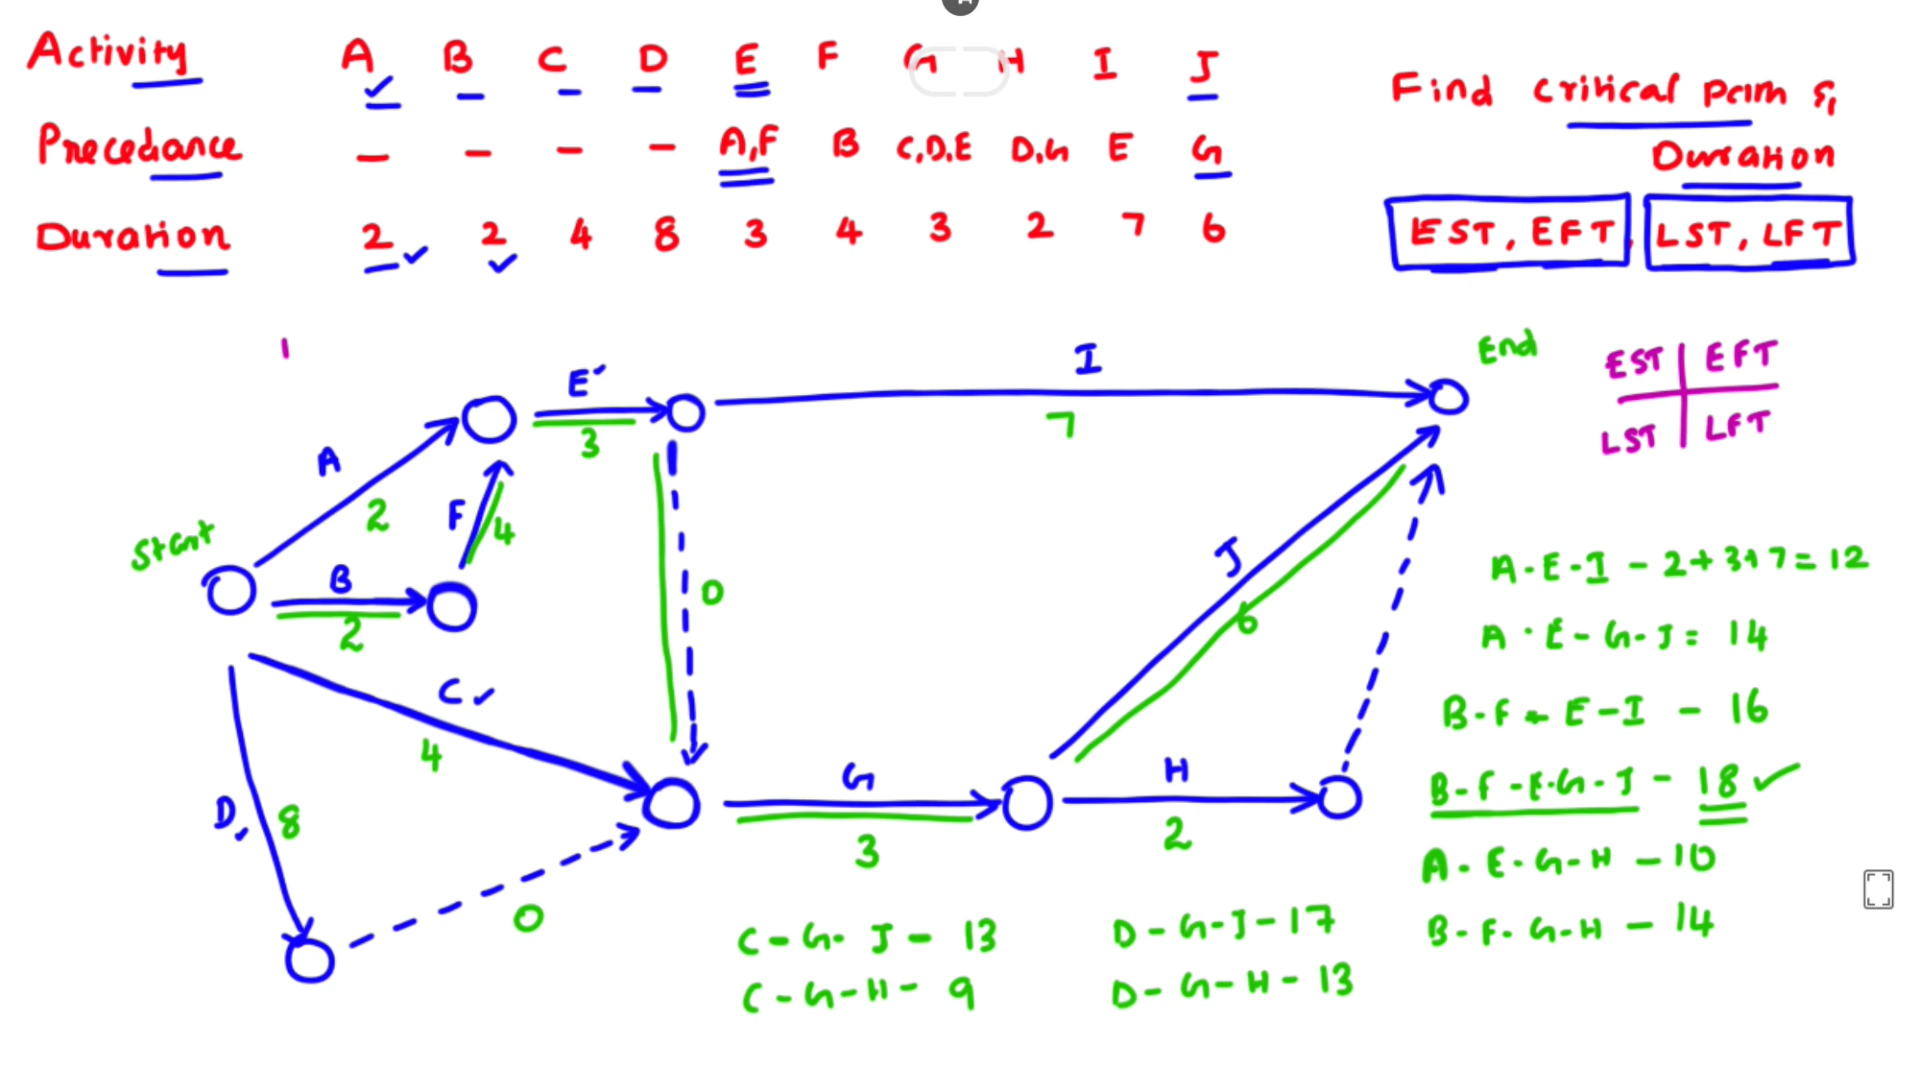 Activity A B C D E F G H I J
Precedance - - - - A,F B C,D,E D,G E G
Duration 2 2 4 8 3 4 3 2 7 6
Find critical path &
Duration
EST, EFT, LST, LFT
End
EST EFT
LST LFT
I
7
E
3
A
2
F
4
Start
B
2
0
J
6
C
4
D
8
G
3
H
2
0
A-E-I - 2+3+7=12
A-E-G-J= 14
B-F-E-I - 16
B-F-E-G-J - 18
A-E-G-H - 10
B-F-G-H - 14
C-G-J - 13
C-G-H - 9
D-G-J - 17
D-G-H - 13